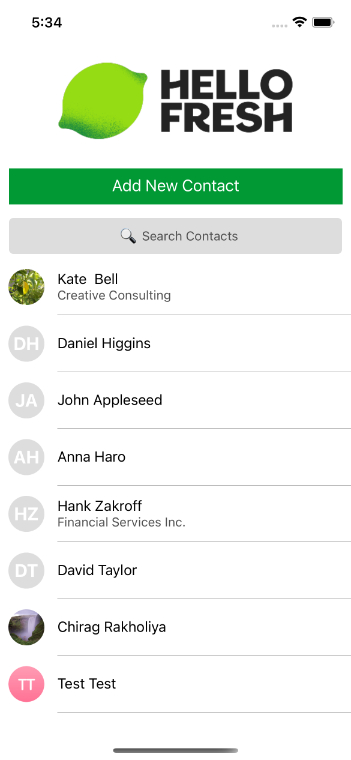 5:34
HELLO
FRESH
Add New Contact
Search Contacts
Kate  Bell
Creative Consulting
DH
Daniel Higgins
JA
John Appleseed
AH
Anna Haro
HZ
Hank Zakroff
Financial Services Inc.
DT
David Taylor
Chirag Rakholiya
TT
Test Test